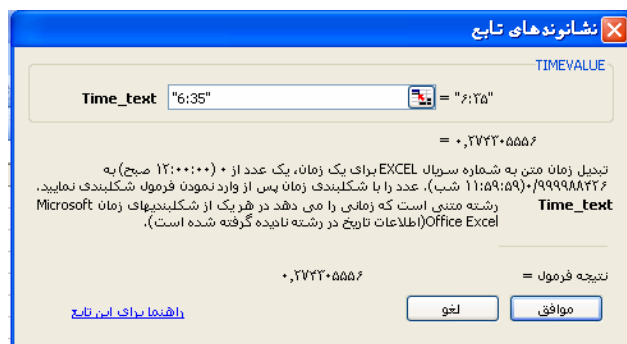 نشانوندهای تابع
TIMEVALUE
Time_text "6:35" = "۶:۳۵"
= ۰,۲۷۴۳۰۵۵۵۶
تبدیل زمان متن به شماره سریال EXCEL برای یک زمان، یک عدد از ۰ (۱۲:۰۰:۰۰ صبح) به
۰/۹۹۹۹۸۸۴۲۶ (۱۱:۵۹:۵۹ شب). عدد را با شکلبندی زمان پس از وارد نمودن فرمول شکلبندی نمایید.
Time_text رشته متنی است که زمانی را می دهد در هر یک از شکلبندیهای زمان Microsoft
Office Excel(اطلاعات تاریخ در رشته نادیده گرفته شده است).
نتیجه فرمول = ۰,۲۷۴۳۰۵۵۵۶
موافق لغو راهنما برای این تابع